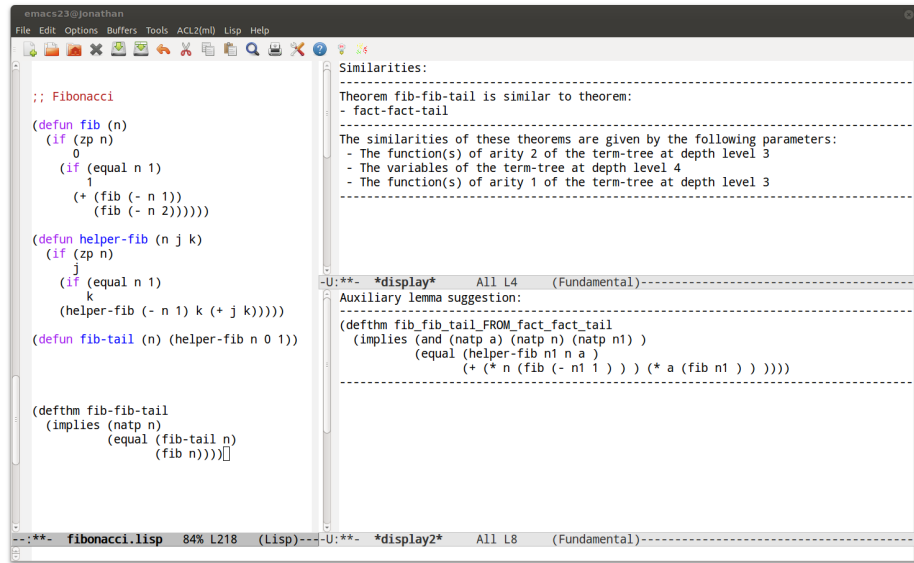 emacs23@Jonathan
File Edit Options Buffers Tools ACL2(ml) Lisp Help
;; Fibonacci
(defun fib (n)
  (if (zp n)
      0
    (if (equal n 1)
        1
      (+ (fib (- n 1))
         (fib (- n 2))))))
(defun helper-fib (n j k)
  (if (zp n)
      j
    (if (equal n 1)
        k
    (helper-fib (- n 1) k (+ j k)))))
(defun fib-tail (n) (helper-fib n 0 1))
(defthm fib-fib-tail
  (implies (natp n)
           (equal (fib-tail n)
                  (fib n))))
--:**-  fibonacci.lisp   84% L218   (Lisp)---
Similarities:
------------------------------------------------------------------------------------
Theorem fib-fib-tail is similar to theorem:
- fact-fact-tail
------------------------------------------------------------------------------------
The similarities of these theorems are given by the following parameters:
 - The function(s) of arity 2 of the term-tree at depth level 3
 - The variables of the term-tree at depth level 4
 - The function(s) of arity 1 of the term-tree at depth level 3
------------------------------------------------------------------------------------
-U:**-  *display*      All L4     (Fundamental)----------------------------------------
Auxiliary lemma suggestion:
------------------------------------------------------------------------------------
(defthm fib_fib_tail_FROM_fact_fact_tail
  (implies (and (natp a) (natp n) (natp n1) )
           (equal (helper-fib n1 n a )
                  (+ (* n (fib (- n1 1 ) ) ) (* a (fib n1 ) ) ))))
------------------------------------------------------------------------------------
-U:**-  *display2*     All L8     (Fundamental)----------------------------------------